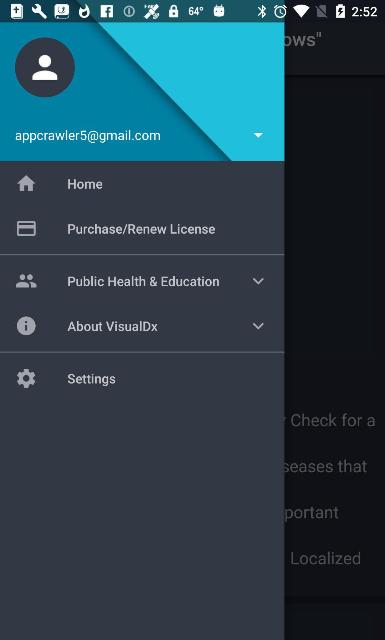 64° 2:52
ows"
appcrawler5@gmail.com
Home
Purchase/Renew License
Public Health & Education
About VisualDx
Settings
Check for a
seases that
portant
Localized